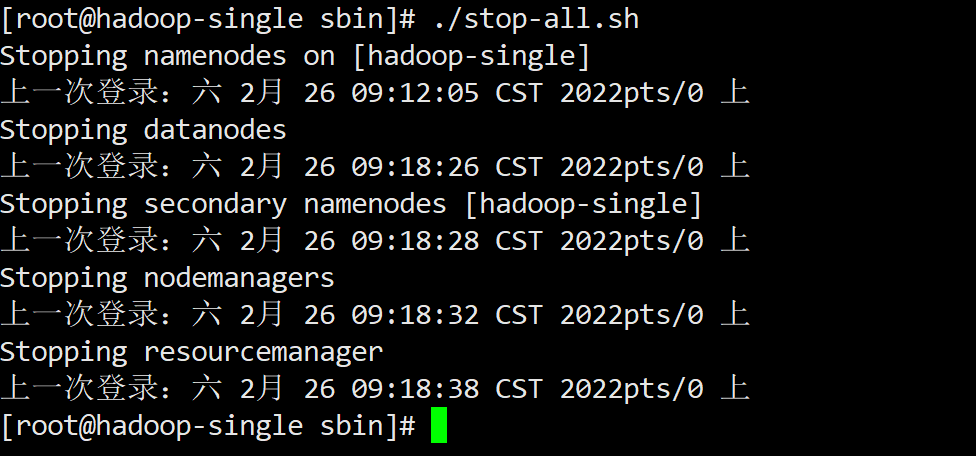 [root@hadoop-single sbin]# ./stop-all.sh
Stopping namenodes on [hadoop-single]
上一次登录：六 2月 26 09:12:05 CST 2022pts/0 上
Stopping datanodes
上一次登录：六 2月 26 09:18:26 CST 2022pts/0 上
Stopping secondary namenodes [hadoop-single]
上一次登录：六 2月 26 09:18:28 CST 2022pts/0 上
Stopping nodemanagers
上一次登录：六 2月 26 09:18:32 CST 2022pts/0 上
Stopping resourcemanager
上一次登录：六 2月 26 09:18:38 CST 2022pts/0 上
[root@hadoop-single sbin]#